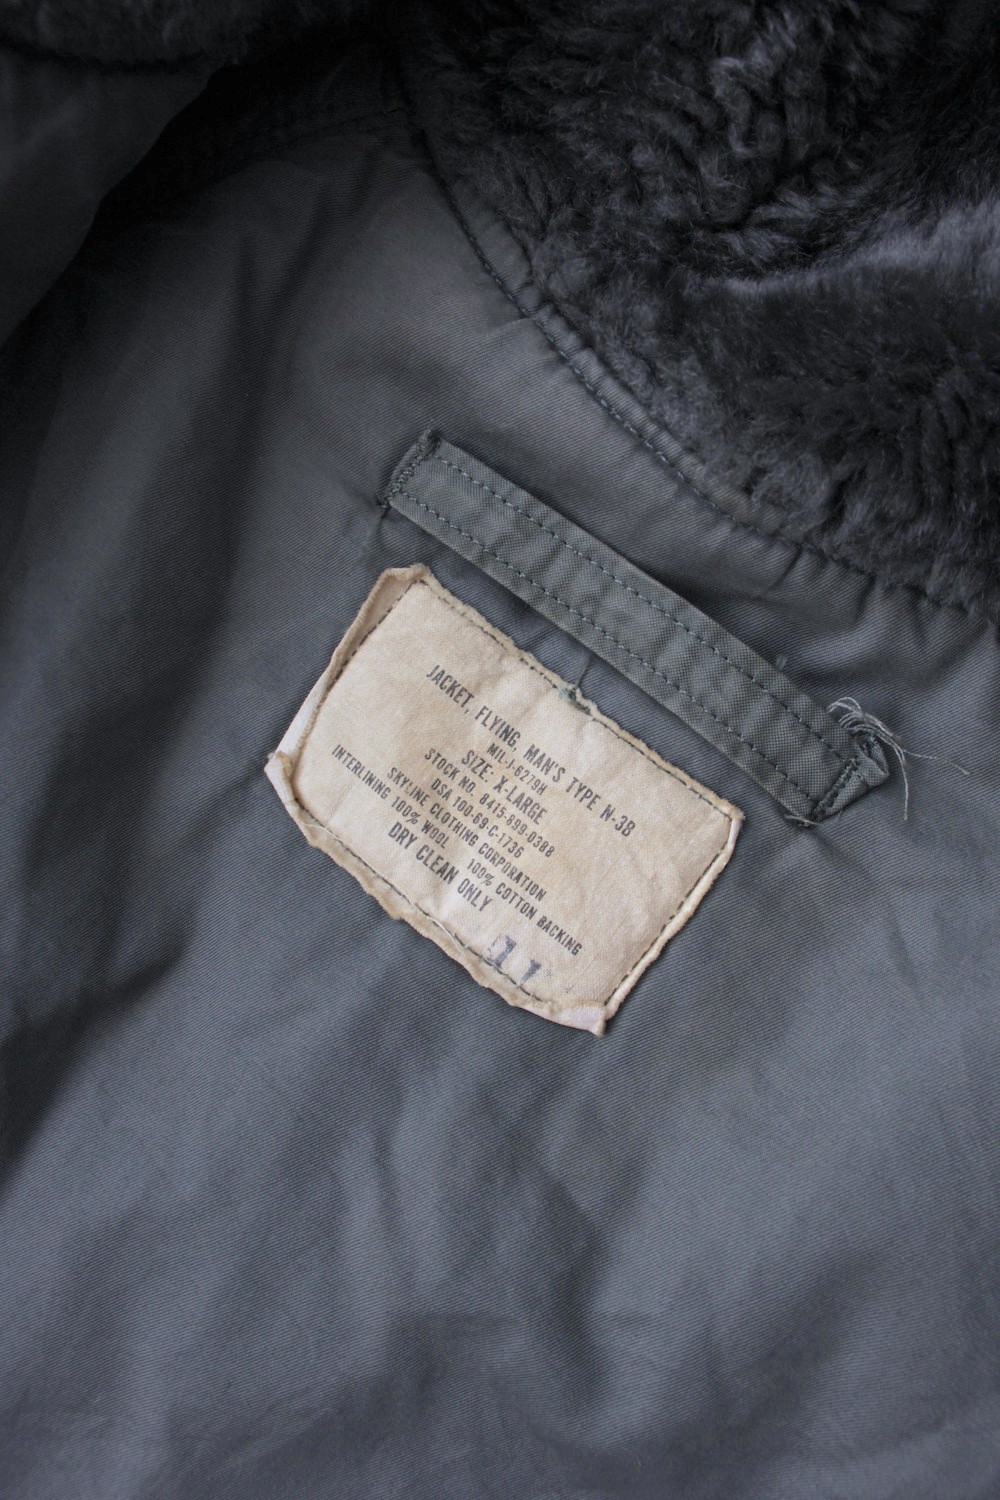 JACKET, FLYING, MAN'S TYPE N-3B
MIL-J-6279H
SIZE: X-LARGE
STOCK NO. 8415-899-0388
DSA 100-69-C-1736
SKYLINE CLOTHING CORPORATION
INTERLINING 100% WOOL 100% COTTON BACKING
DRY CLEAN ONLY